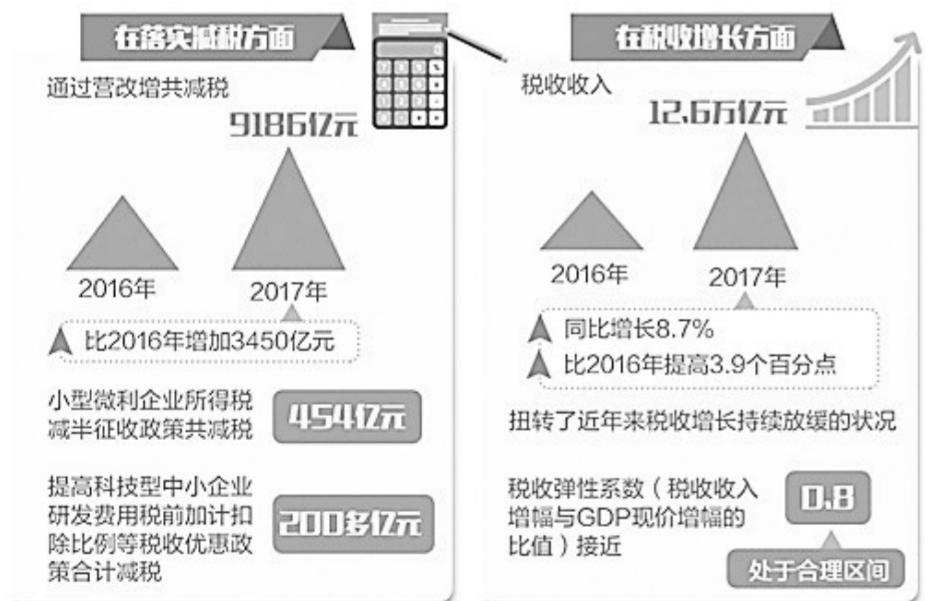 在落实减税方面
通过营改增共减税
9186亿元
2016年
2017年
比2016年增加3450亿元
小型微利企业所得税
减半征收政策共减税
454亿元
提高科技型中小企业
研发费用税前加计扣
除比例等税收优惠政
策合计减税
200多亿元
在税收增长方面
税收收入
12.6万亿元
2016年
2017年
同比增长8.7%
比2016年提高3.9个百分点
扭转了近年来税收增长持续放缓的状况
税收弹性系数（税收收入
增幅与GDP现价增幅的
比值）接近
0.8
处于合理区间